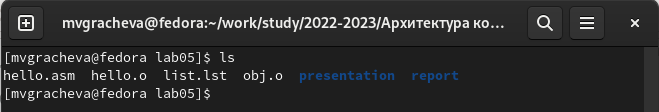 mvgracheva@fedora:~/work/study/2022-2023/Архитектура ко...
[mvgracheva@fedora lab05]$ ls
hello.asm  hello.o  list.lst  obj.o  presentation  report
[mvgracheva@fedora lab05]$